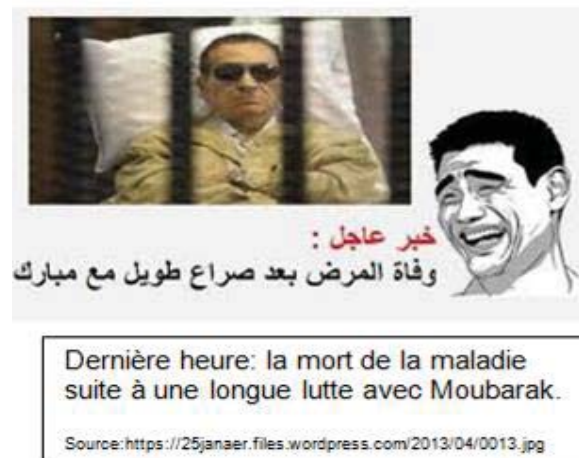 خبر عاجل :
وفاة المرض بعد صراع طويل مع مبارك
Dernière heure: la mort de la maladie
suite à une longue lutte avec Moubarak.
Source:https://25janaer.files.wordpress.com/2013/04/0013.jpg